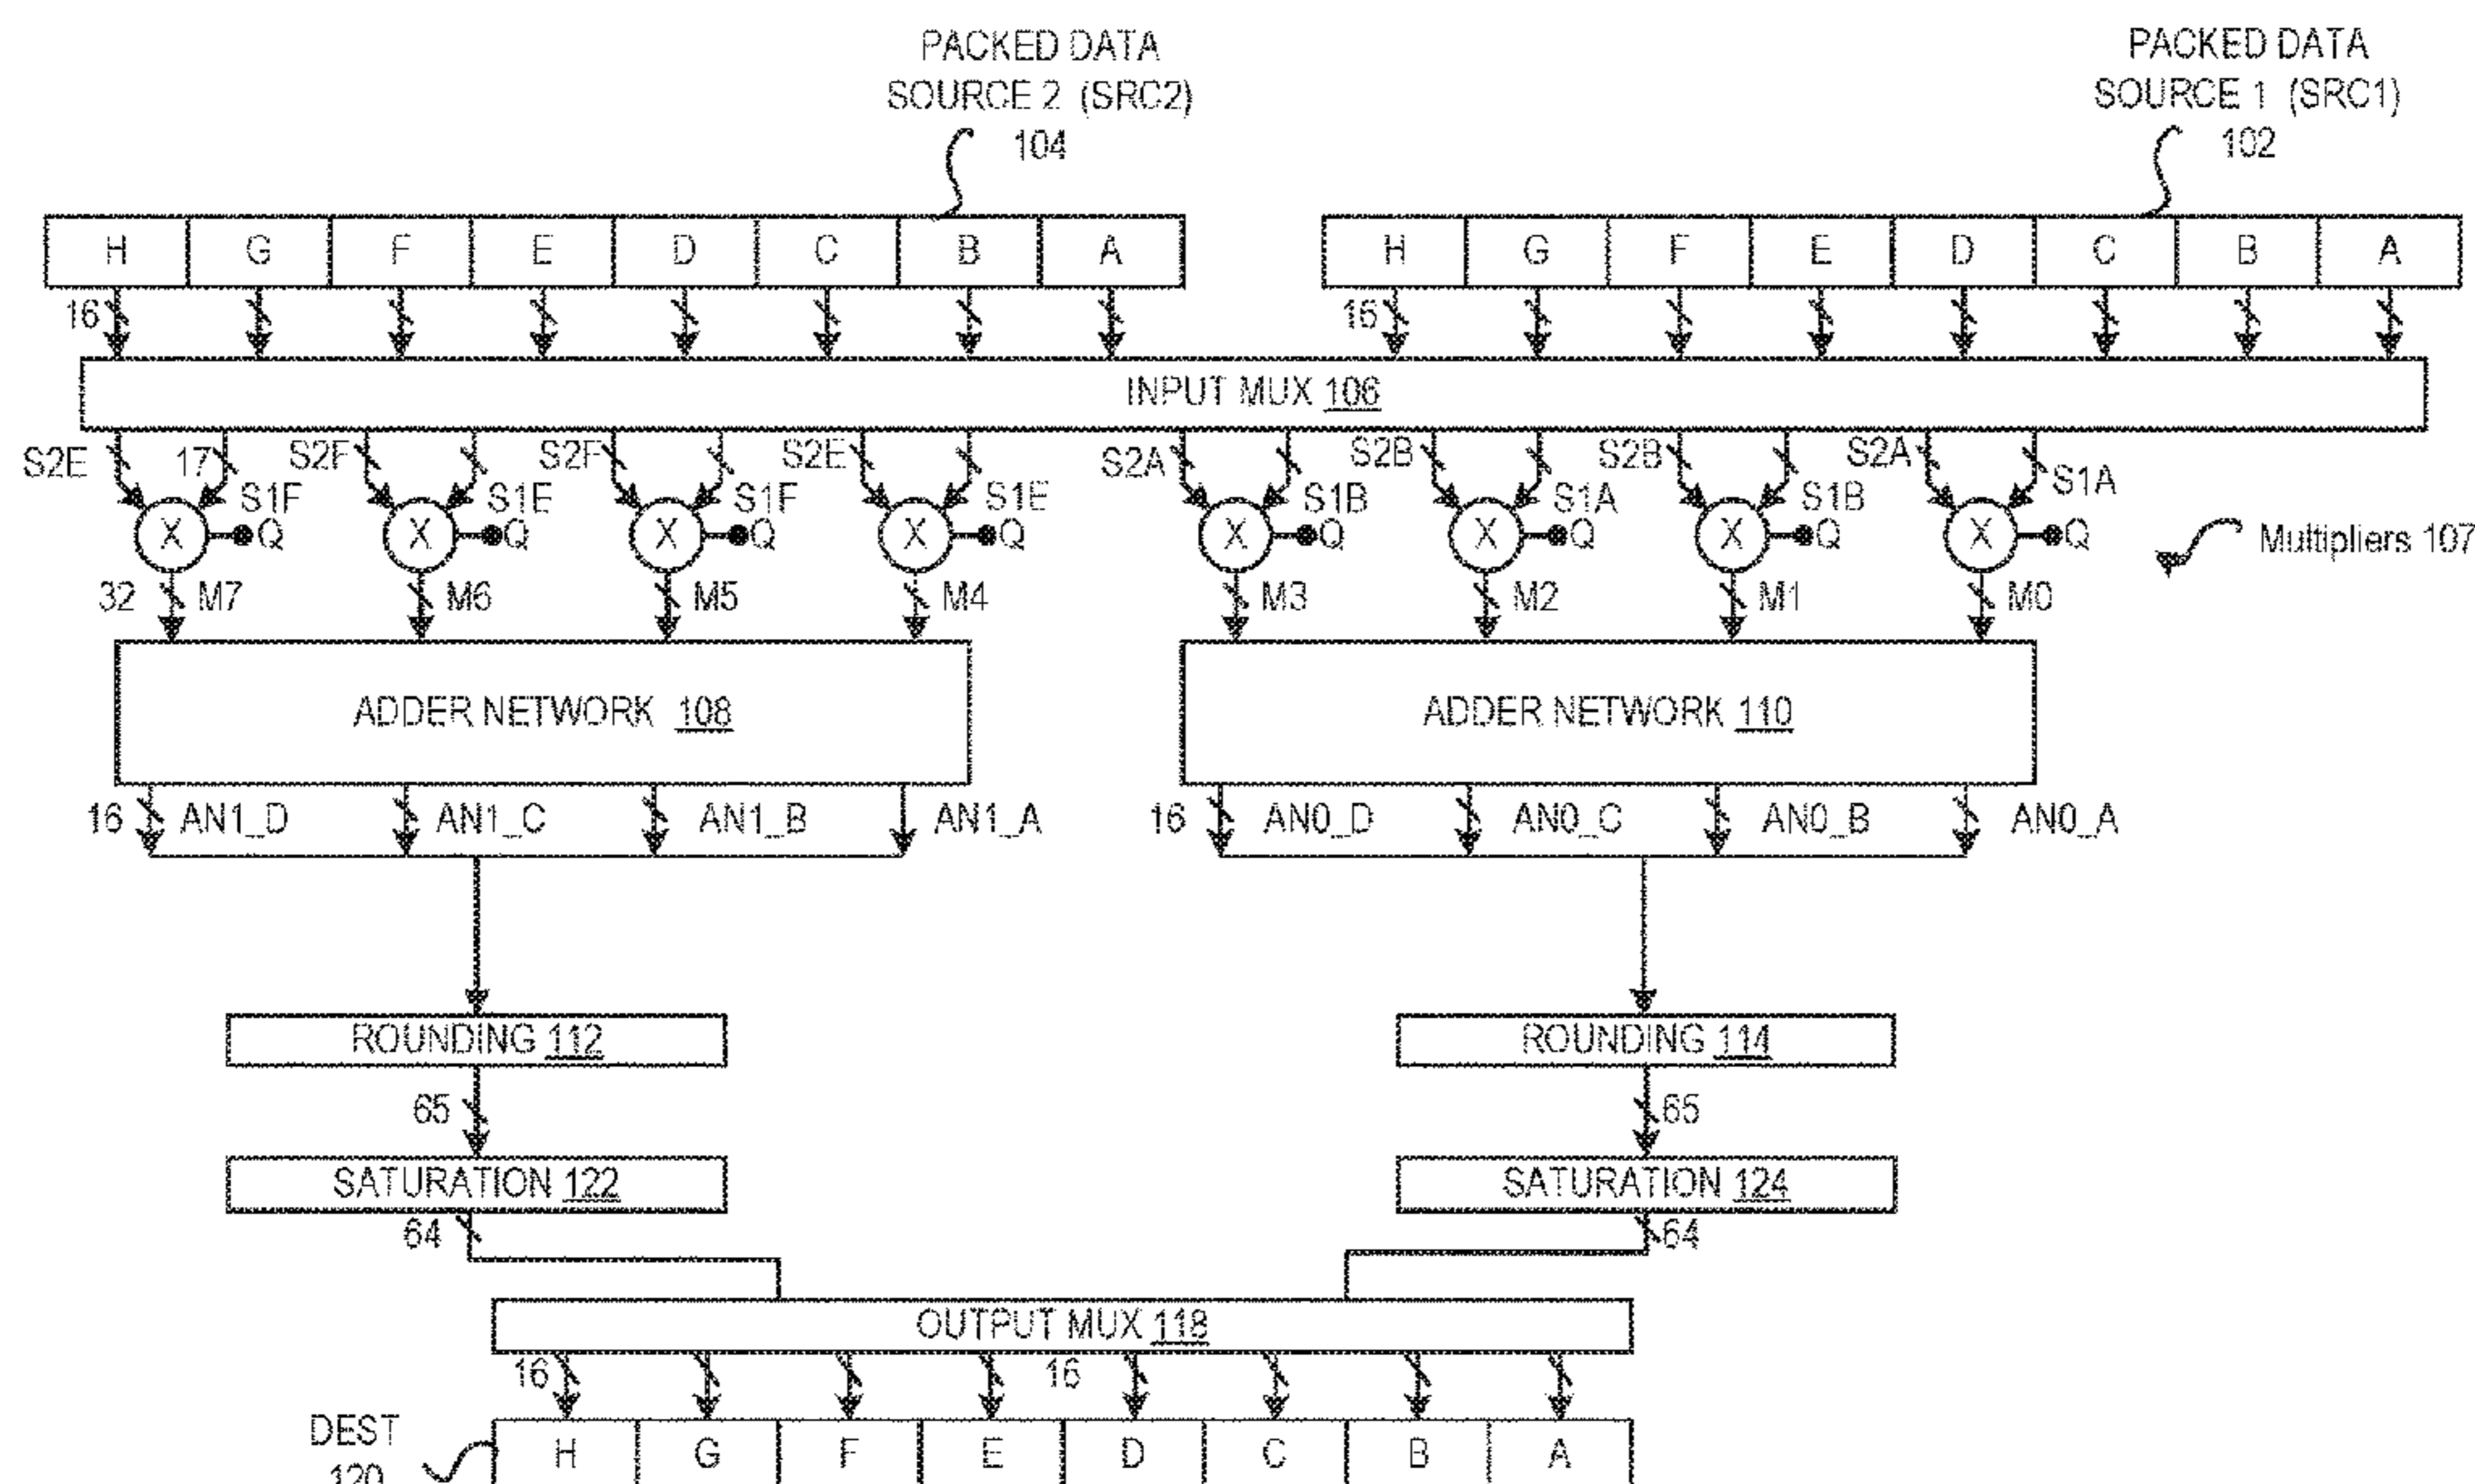 PACKED DATA
SOURCE 2 (SRC2)
104
PACKED DATA
SOURCE 1 (SRC1)
102
H G F E D C B A
H G F E D C B A
16
16
INPUT MUX 106
S2E 17 S2F S2F S2E S2A S2B S2B S2A
S1F S1E S1F S1E S1B S1A S1B S1A
X Q X Q X Q X Q X Q X Q X Q X Q
Multipliers 107
32 M7 M6 M5 M4 M3 M2 M1 M0
ADDER NETWORK 108
ADDER NETWORK 110
16 AN1_D AN1_C AN1_B AN1_A
16 AN0_D AN0_C AN0_B AN0_A
ROUNDING 112
ROUNDING 114
65
65
SATURATION 122
SATURATION 124
64
64
OUTPUT MUX 118
16 16
DEST
120
H G F E D C B A